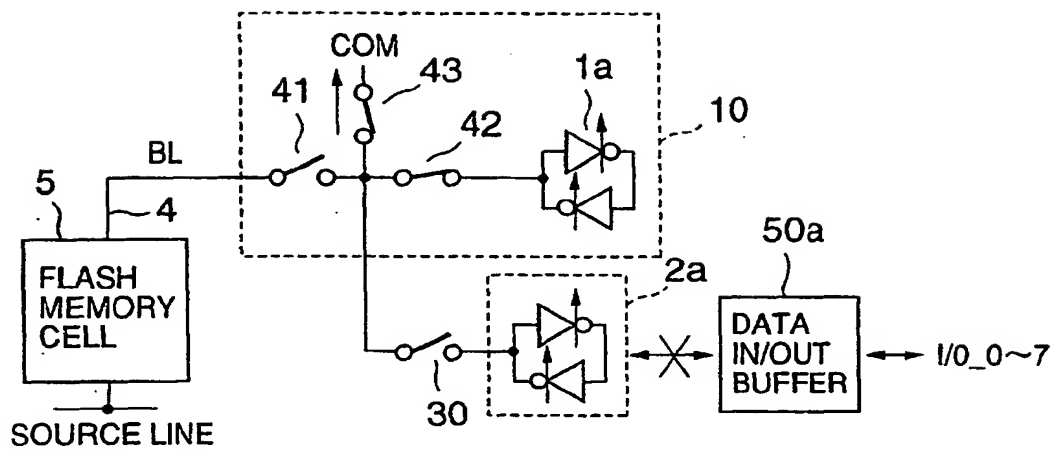 COM
43
1a
41
42
10
BL
5
4
FLASH
MEMORY
CELL
50a
2a
DATA
IN/OUT
BUFFER
I/0_0~7
30
SOURCE LINE